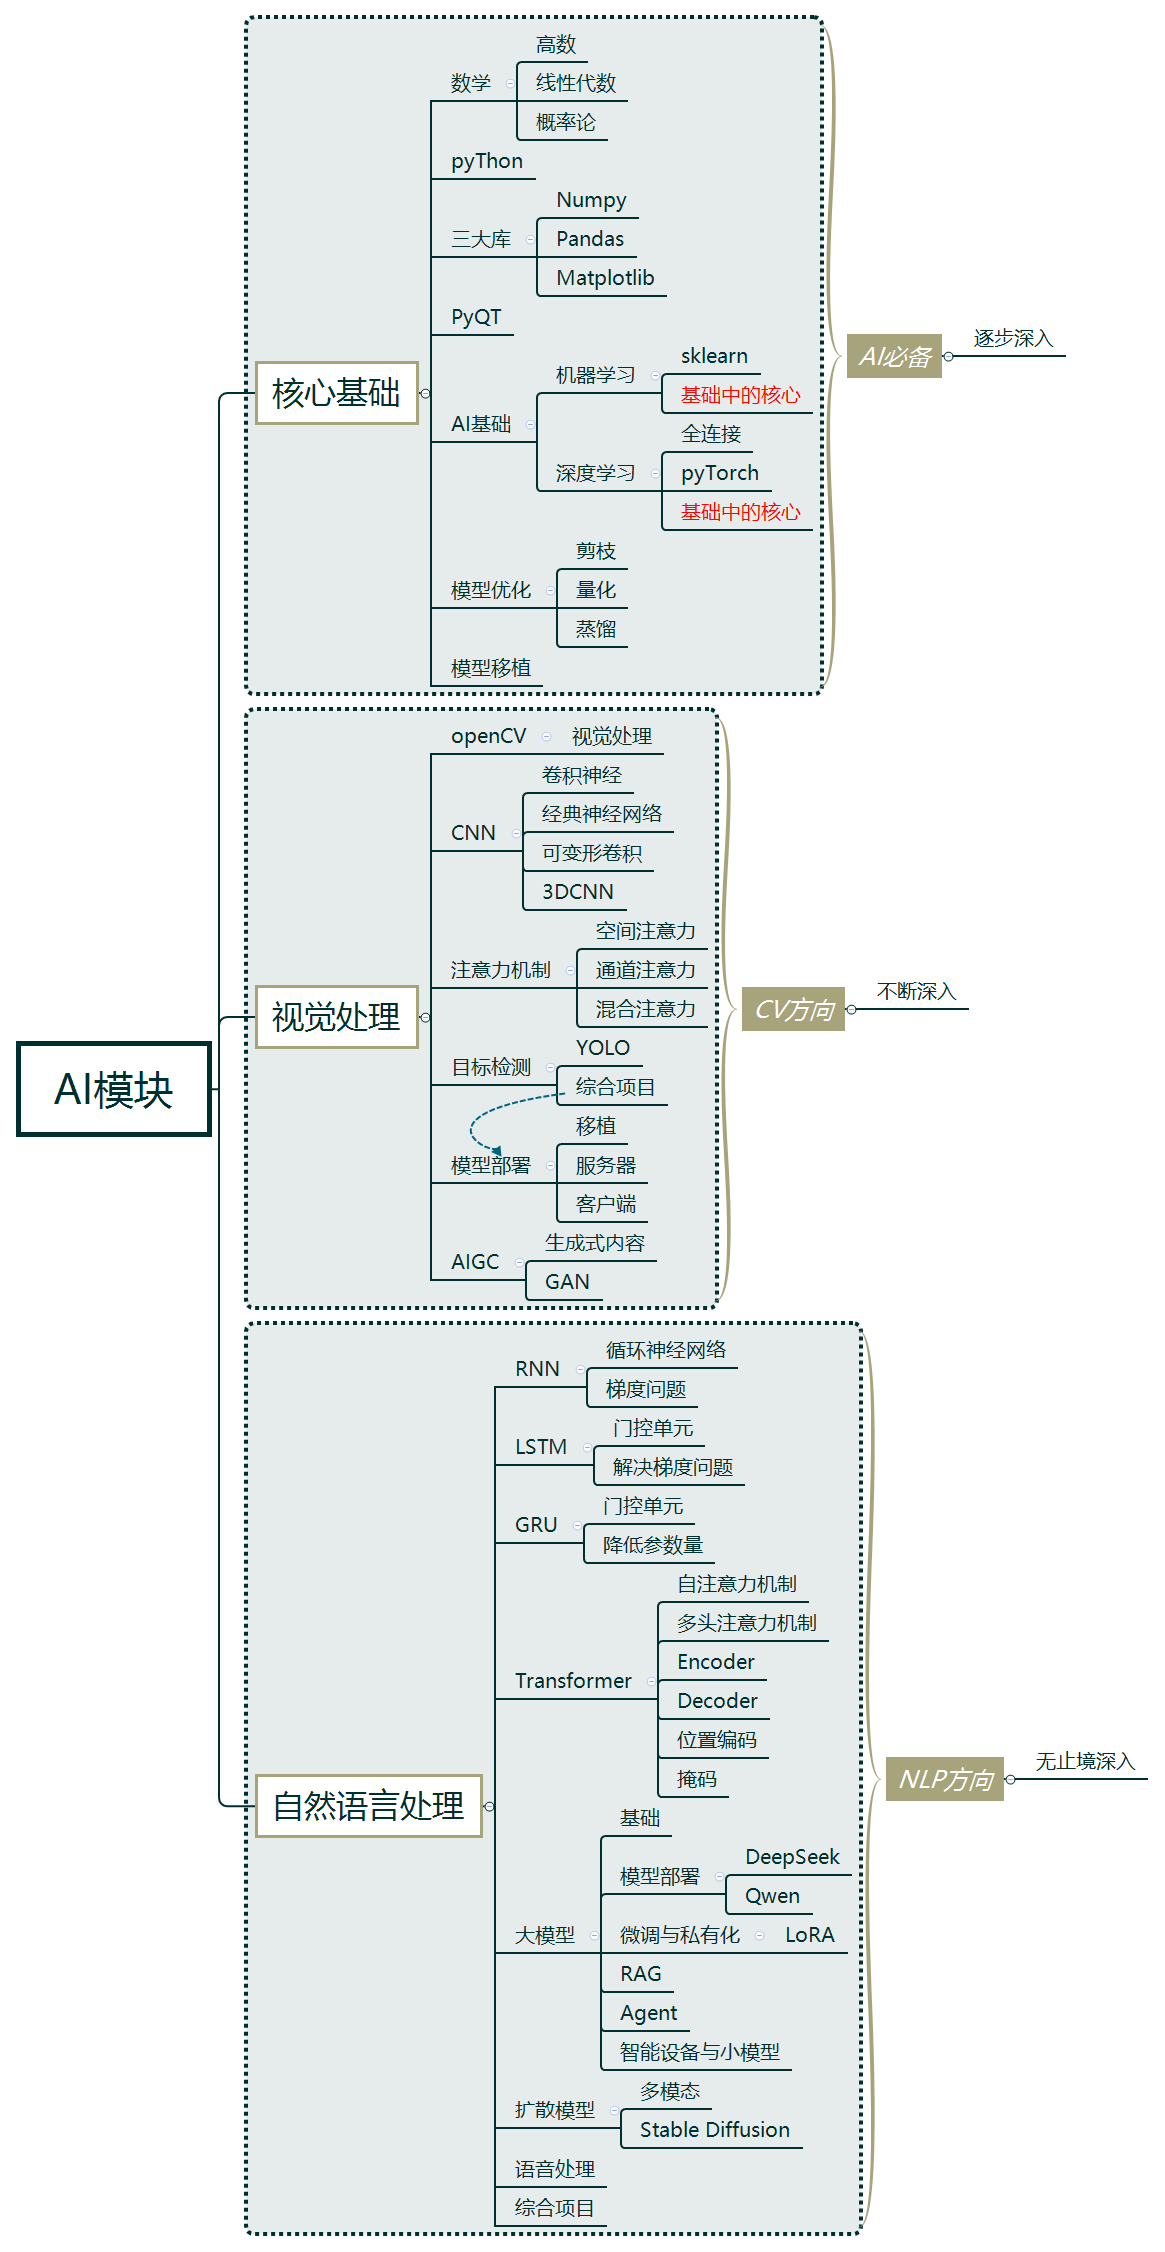 AI模块
核心基础
数学
高数
线性代数
概率论
pyThon
三大库
Numpy
Pandas
Matplotlib
PyQT
AI基础
机器学习
sklearn
基础中的核心
深度学习
全连接
pyTorch
基础中的核心
模型优化
剪枝
量化
蒸馏
模型移植
AI必备
逐步深入
视觉处理
openCV
视觉处理
CNN
卷积神经
经典神经网络
可变形卷积
3DCNN
注意力机制
空间注意力
通道注意力
混合注意力
目标检测
YOLO
综合项目
模型部署
移植
服务器
客户端
AIGC
生成式内容
GAN
CV方向
不断深入
自然语言处理
RNN
循环神经网络
梯度问题
LSTM
门控单元
解决梯度问题
GRU
门控单元
降低参数量
Transformer
自注意力机制
多头注意力机制
Encoder
Decoder
位置编码
掩码
大模型
基础
模型部署
DeepSeek
Qwen
微调与私有化
LoRA
RAG
Agent
智能设备与小模型
扩散模型
多模态
Stable Diffusion
语音处理
综合项目
NLP方向
无止境深入